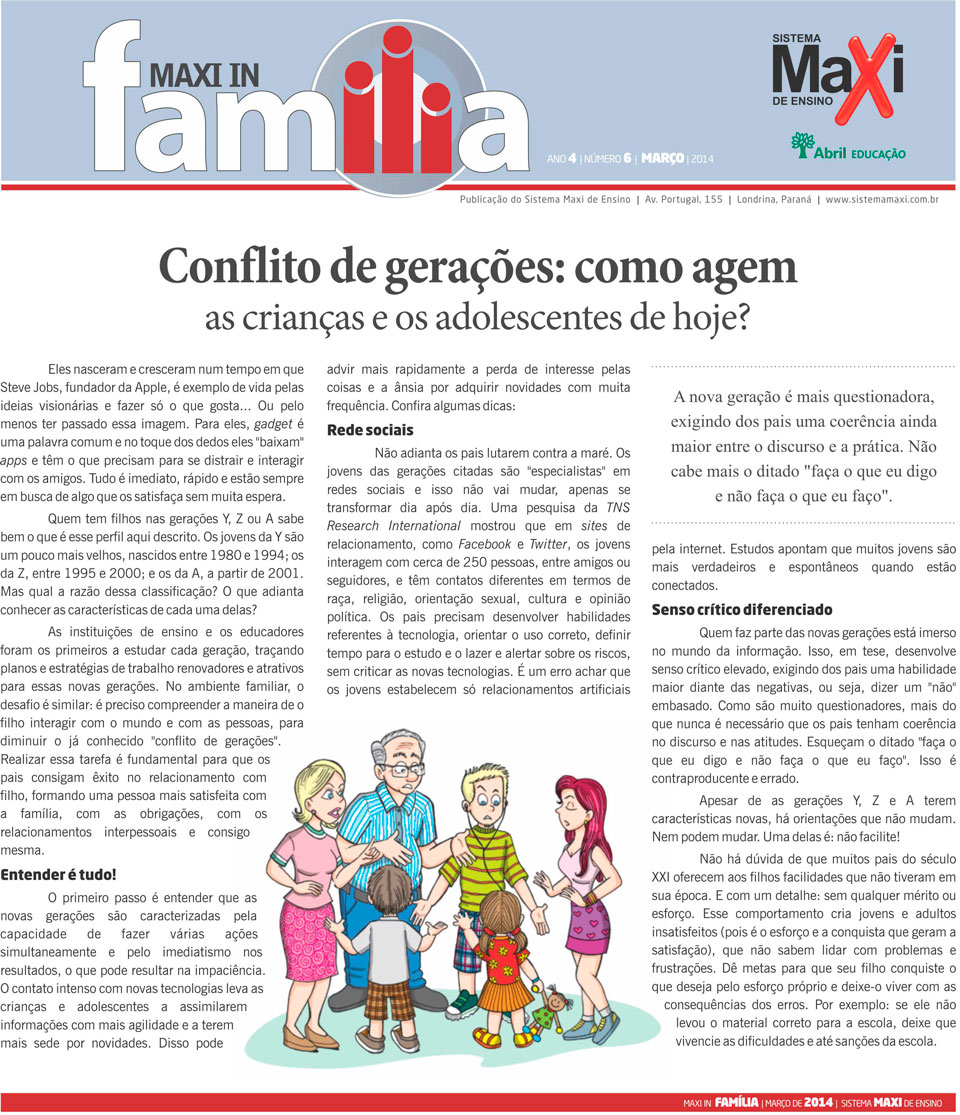 MAXI IN
família
SISTEMA
MaXi
DE ENSINO
Abril EDUCAÇÃO
ANO 4 | NÚMERO 6 | MARÇO | 2014
Publicação do Sistema Maxi de Ensino | Av. Portugal, 155 | Londrina, Paraná | www.sistemamaxi.com.br
Conflito de gerações: como agem
as crianças e os adolescentes de hoje?
Eles nasceram e cresceram num tempo em que
Steve Jobs, fundador da Apple, é exemplo de vida pelas
ideias visionárias e fazer só o que gosta... Ou pelo
menos ter passado essa imagem. Para eles, gadget é
uma palavra comum e no toque dos dedos eles "baixam"
apps e têm o que precisam para se distrair e interagir
com os amigos. Tudo é imediato, rápido e estão sempre
em busca de algo que os satisfaça sem muita espera.
Quem tem filhos nas gerações Y, Z ou A sabe
bem o que é esse perfil aqui descrito. Os jovens da Y são
um pouco mais velhos, nascidos entre 1980 e 1994; os
da Z, entre 1995 e 2000; e os da A, a partir de 2001.
Mas qual a razão dessa classificação? O que adianta
conhecer as características de cada uma delas?
As instituições de ensino e os educadores
foram os primeiros a estudar cada geração, traçando
planos e estratégias de trabalho renovadores e atrativos
para essas novas gerações. No ambiente familiar, o
desafio é similar: é preciso compreender a maneira de o
filho interagir com o mundo e com as pessoas, para
diminuir o já conhecido "conflito de gerações".
Realizar essa tarefa é fundamental para que os
pais consigam êxito no relacionamento com
filho, formando uma pessoa mais satisfeita com
a família, com as obrigações, com os
relacionamentos interpessoais e consigo
mesma.
Entender é tudo!
O primeiro passo é entender que as
novas gerações são caracterizadas pela
capacidade de fazer várias ações
simultaneamente e pelo imediatismo nos
resultados, o que pode resultar na impaciência.
O contato intenso com novas tecnologias leva as
crianças e adolescentes a assimilarem
informações com mais agilidade e a terem
mais sede por novidades. Disso pode
advir mais rapidamente a perda de interesse pelas
coisas e a ânsia por adquirir novidades com muita
frequência. Confira algumas dicas:
Rede sociais
Não adianta os pais lutarem contra a maré. Os
jovens das gerações citadas são "especialistas" em
redes sociais e isso não vai mudar, apenas se
transformar dia após dia. Uma pesquisa da TNS
Research International mostrou que em sites de
relacionamento, como Facebook e Twitter, os jovens
interagem com cerca de 250 pessoas, entre amigos ou
seguidores, e têm contatos diferentes em termos de
raça, religião, orientação sexual, cultura e opinião
política. Os pais precisam desenvolver habilidades
referentes à tecnologia, orientar o uso correto, definir
tempo para o estudo e o lazer e alertar sobre os riscos,
sem criticar as novas tecnologias. É um erro achar que
os jovens estabelecem só relacionamentos artificiais
A nova geração é mais questionadora,
exigindo dos pais uma coerência ainda
maior entre o discurso e a prática. Não
cabe mais o ditado "faça o que eu digo
e não faça o que eu faço".
pela internet. Estudos apontam que muitos jovens são
mais verdadeiros e espontâneos quando estão
conectados.
Senso crítico diferenciado
Quem faz parte das novas gerações está imerso
no mundo da informação. Isso, em tese, desenvolve
senso crítico elevado, exigindo dos pais uma habilidade
maior diante das negativas, ou seja, dizer um "não"
embasado. Como são muito questionadores, mais do
que nunca é necessário que os pais tenham coerência
no discurso e nas atitudes. Esqueçam o ditado "faça o
que eu digo e não faça o que eu faço". Isso é
contraproducente e errado.
Apesar de as gerações Y, Z e A terem
características novas, há orientações que não mudam.
Nem podem mudar. Uma delas é: não facilite!
Não há dúvida de que muitos pais do século
XXI oferecem aos filhos facilidades que não tiveram em
sua época. E com um detalhe: sem qualquer mérito ou
esforço. Esse comportamento cria jovens e adultos
insatisfeitos (pois é o esforço e a conquista que geram a
satisfação), que não sabem lidar com problemas e
frustrações. Dê metas para que seu filho conquiste o
que deseja pelo esforço próprio e deixe-o viver com as
consequências dos erros. Por exemplo: se ele não
levou o material correto para a escola, deixe que
vivencie as dificuldades e até sanções da escola.
MAXI IN FAMÍLIA | MARÇO DE 2014 | SISTEMA MAXI DE ENSINO